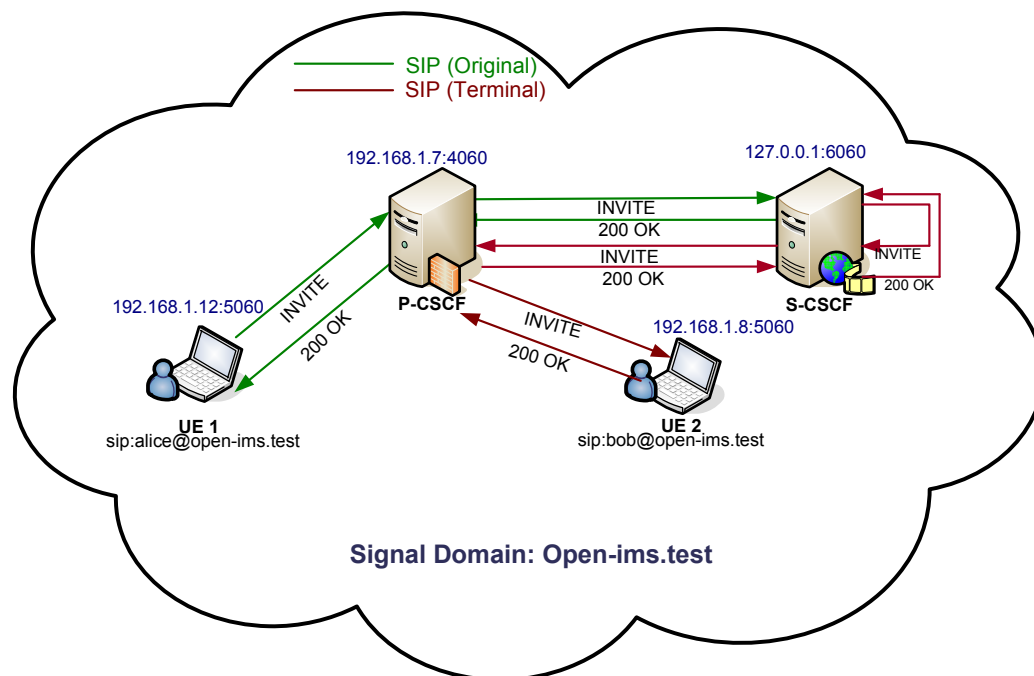 SIP (Original)
SIP (Terminal)
192.168.1.7:4060
127.0.0.1:6060
INVITE
200 OK
INVITE
200 OK
INVITE
200 OK
P-CSCF
S-CSCF
192.168.1.12:5060
INVITE
200 OK
192.168.1.8:5060
INVITE
200 OK
UE 1
sip:alice@open-ims.test
UE 2
sip:bob@open-ims.test
Signal Domain: Open-ims.test